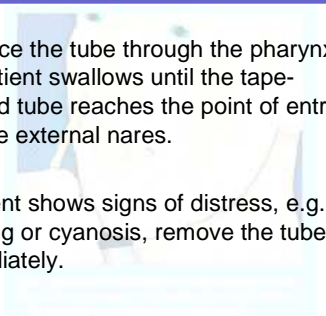 ce the tube through the pharynx
tient swallows until the tape-
d tube reaches the point of entr
e external nares.
nt shows signs of distress, e.g.
g or cyanosis, remove the tube
liately.